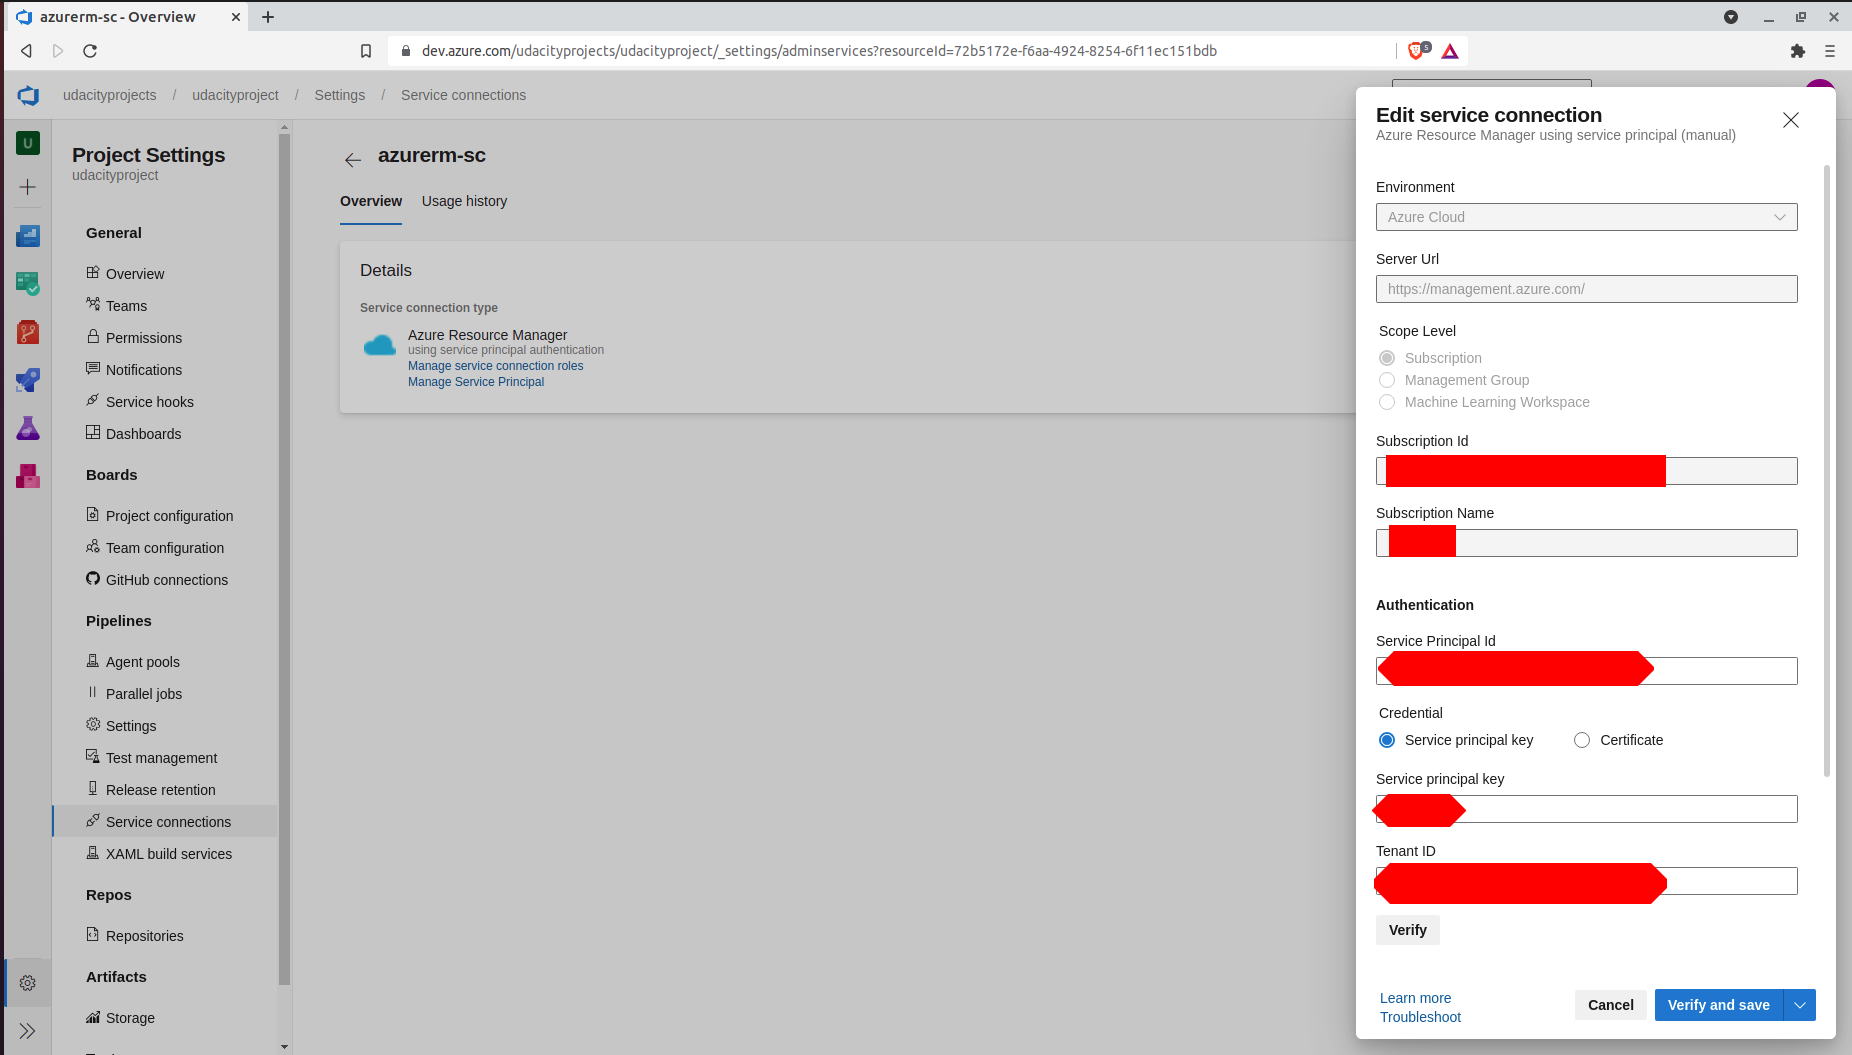 azurerm-sc - Overview
dev.azure.com/udacityprojects/udacityproject/_settings/adminservices?resourceId=72b5172e-f6aa-4924-8254-6f11ec151bdb
5
udacityprojects / udacityproject / Settings / Service connections
U
Project Settings
udacityproject
General
Overview
Teams
Permissions
Notifications
Service hooks
Dashboards
Boards
Project configuration
Team configuration
GitHub connections
Pipelines
Agent pools
Parallel jobs
Settings
Test management
Release retention
Service connections
XAML build services
Repos
Repositories
Artifacts
Storage
azurerm-sc
Overview
Usage history
Details
Service connection type
Azure Resource Manager
using service principal authentication
Manage service connection roles
Manage Service Principal
Edit service connection
Azure Resource Manager using service principal (manual)
Environment
Azure Cloud
Server Url
https://management.azure.com/
Scope Level
Subscription
Management Group
Machine Learning Workspace
Subscription Id
Subscription Name
Authentication
Service Principal Id
Credential
Service principal key
Certificate
Service principal key
Tenant ID
Verify
Learn more
Troubleshoot
Cancel
Verify and save